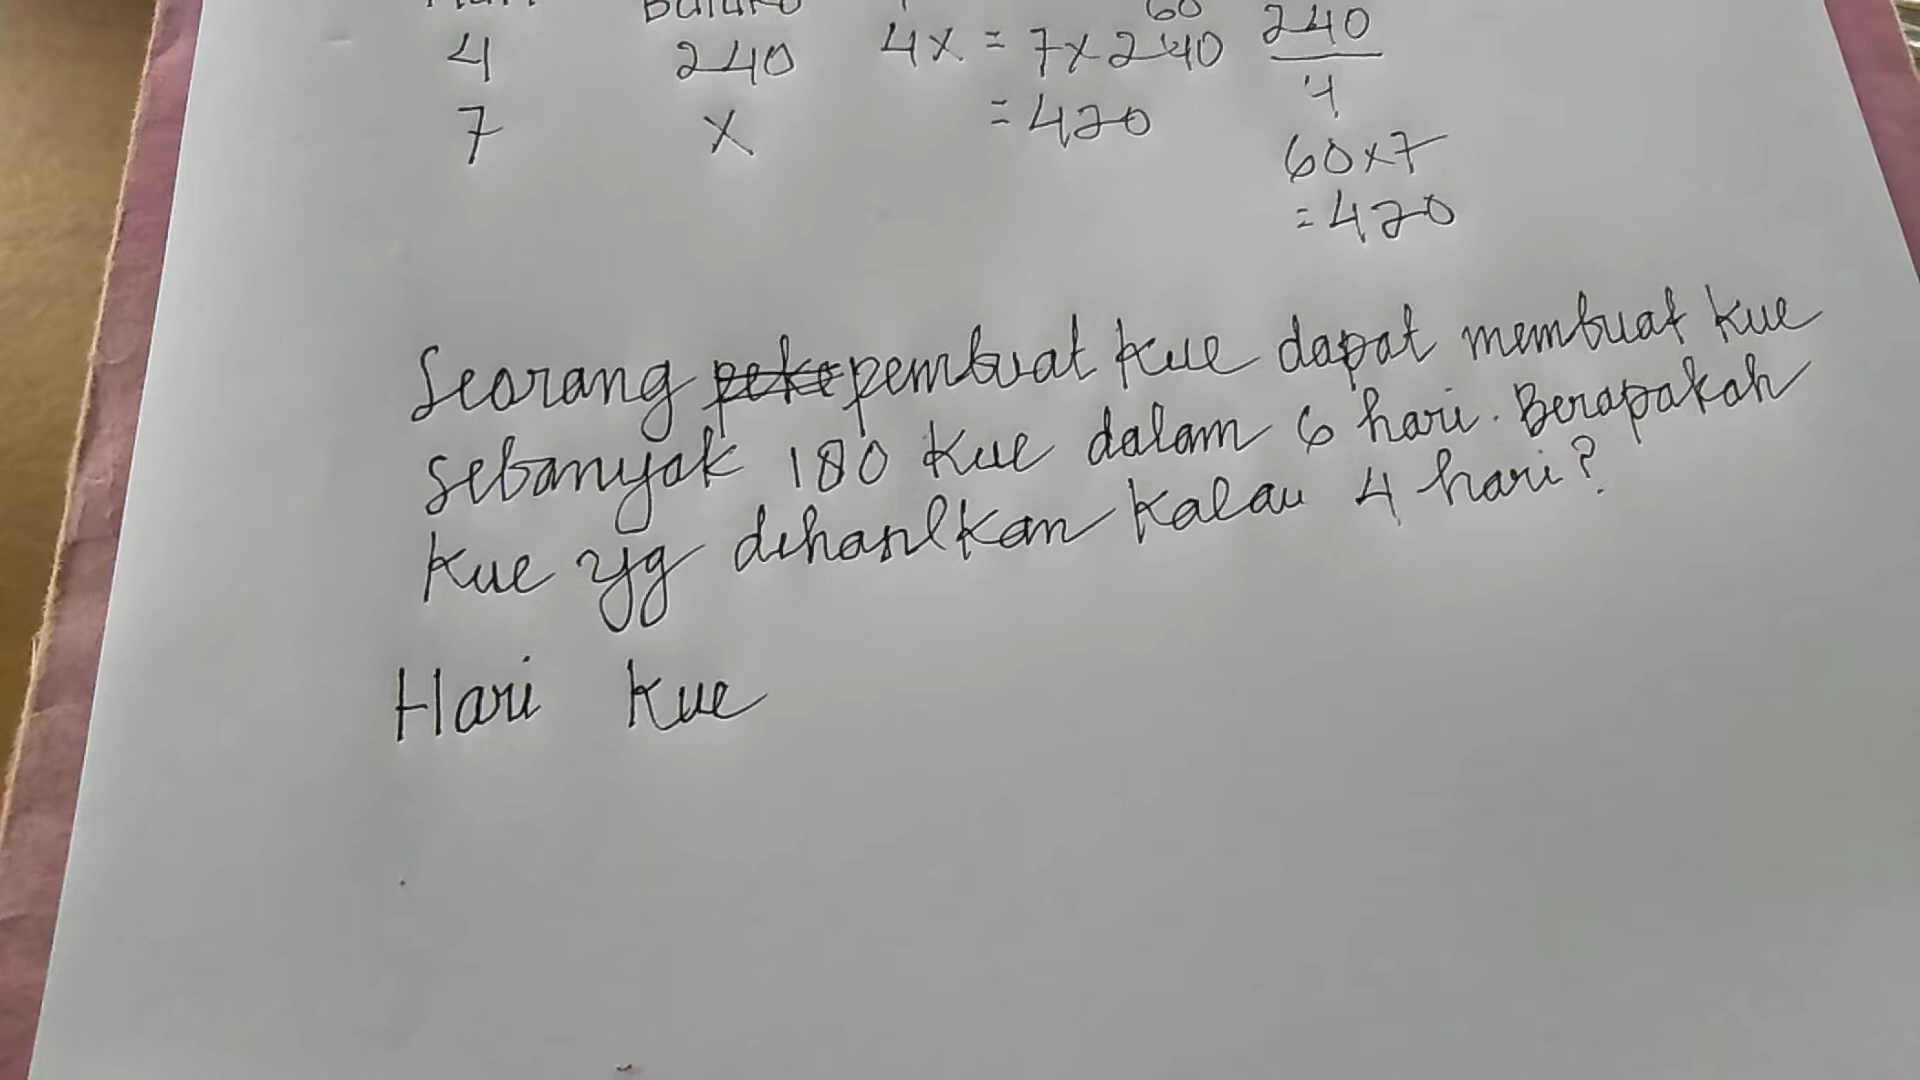 60 240
4 240 4x = 7x240 4
7 x = 420 60x7
= 420
Seorang pembuat kue dapat membuat kue
sebanyak 180 kue dalam 6 hari. Berapakah
kue yg dihasilkan kalau 4 hari?
Hari Kue